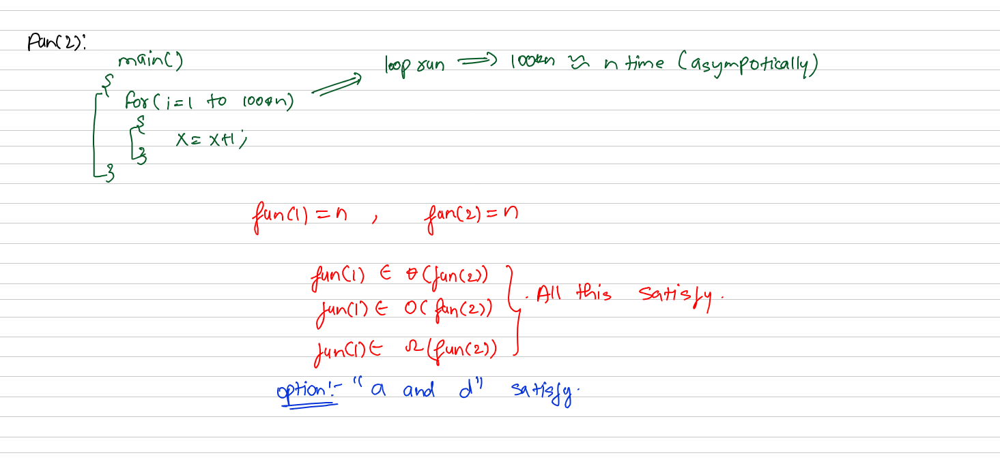 fun(2):
main()
{
for(i=1 to 100*n)
{
x = x+1;
}
}
loop run ⟹ 100*n ≈ n time (asympotically)
fun(1) = n , fun(2) = n
fun(1) ∈ θ(fun(2))
fun(1) ∈ O(fun(2))
fun(1) ∈ Ω(fun(2))
. All this satisfy.
option:- "a and d" satisfy.